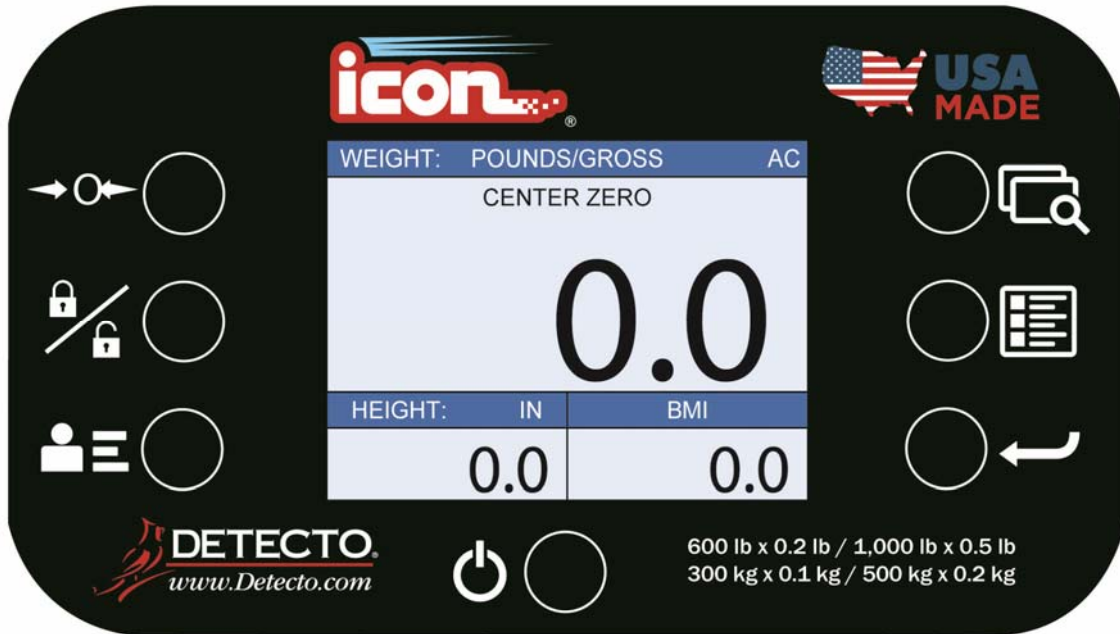 icon®
USA
MADE
WEIGHT: POUNDS/GROSS AC
CENTER ZERO
0.0
HEIGHT: IN BMI
0.0 0.0
DETECTO®
www.Detecto.com
600 lb x 0.2 lb / 1,000 lb x 0.5 lb
300 kg x 0.1 kg / 500 kg x 0.2 kg